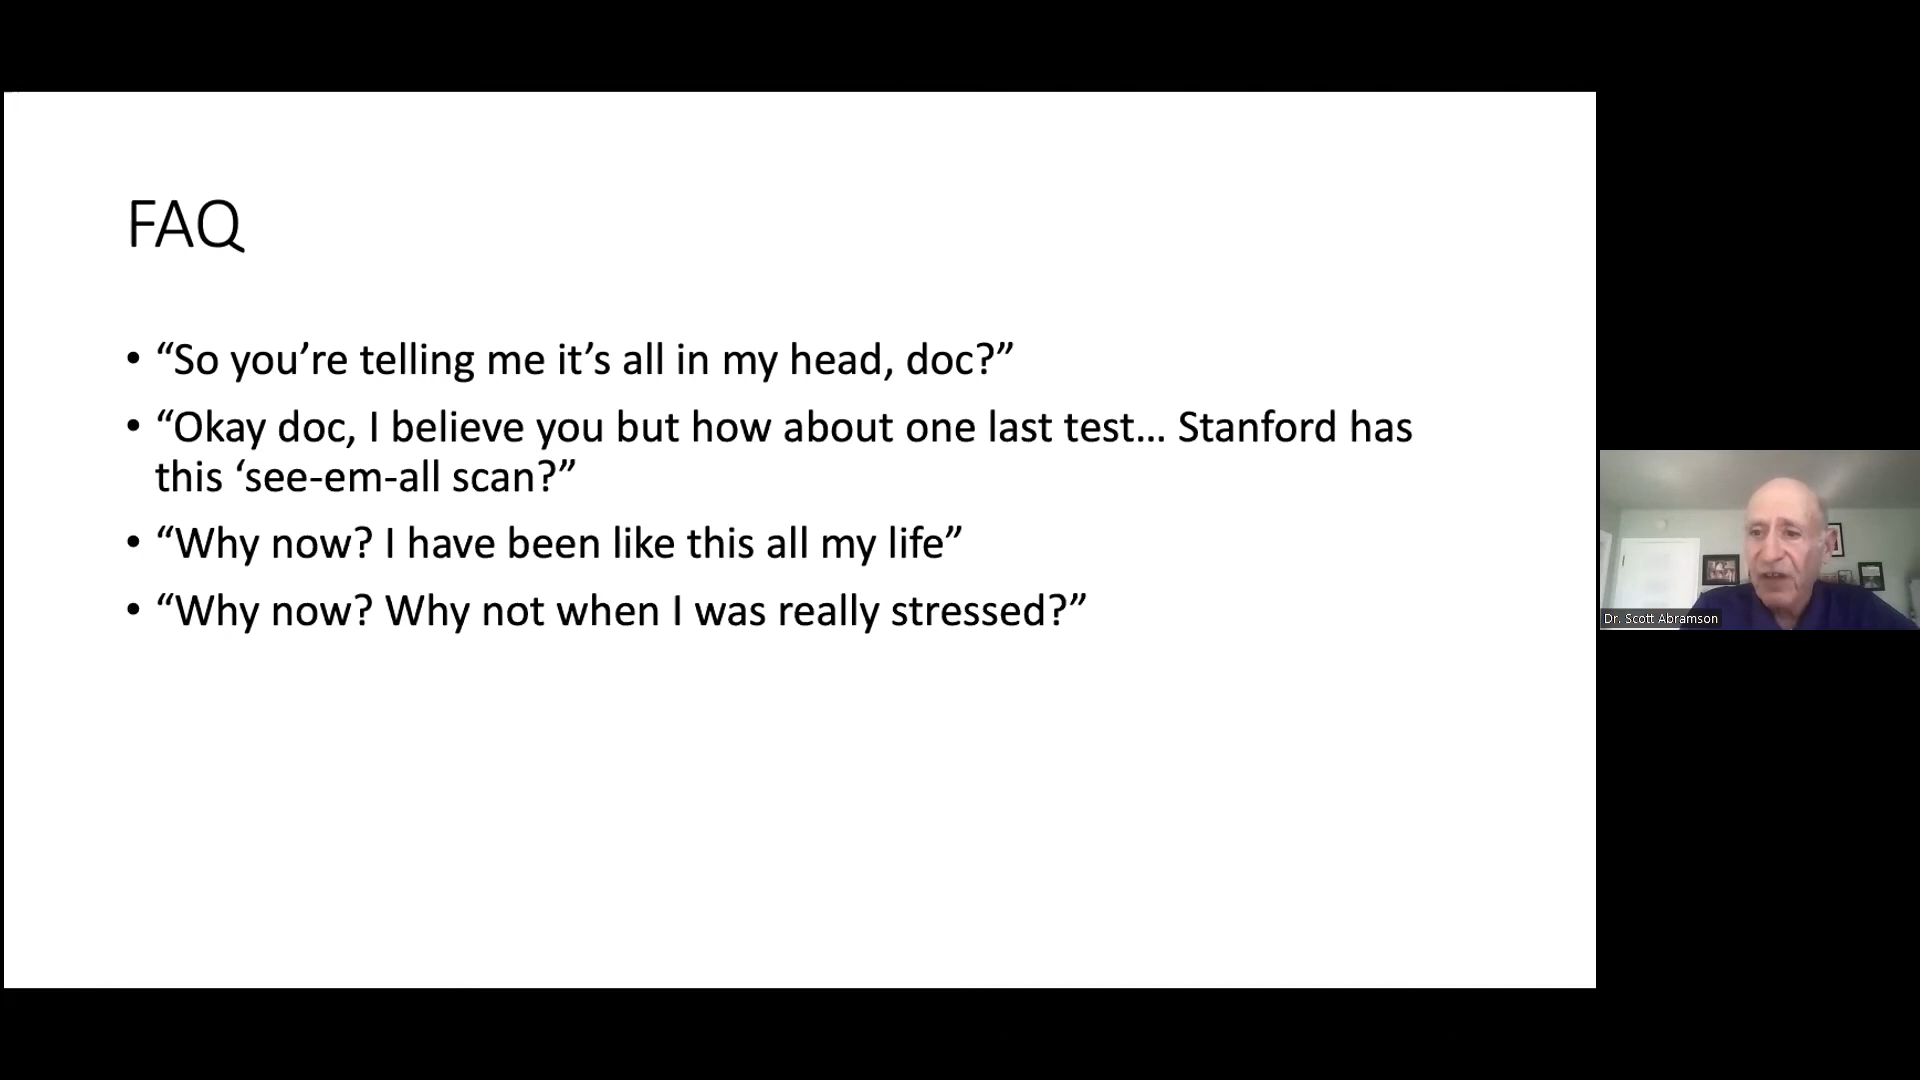 FAQ
• “So you’re telling me it’s all in my head, doc?”
• “Okay doc, I believe you but how about one last test… Stanford has
this ‘see-em-all scan?”
• “Why now? I have been like this all my life”
• “Why now? Why not when I was really stressed?”
Dr. Scott Abramson